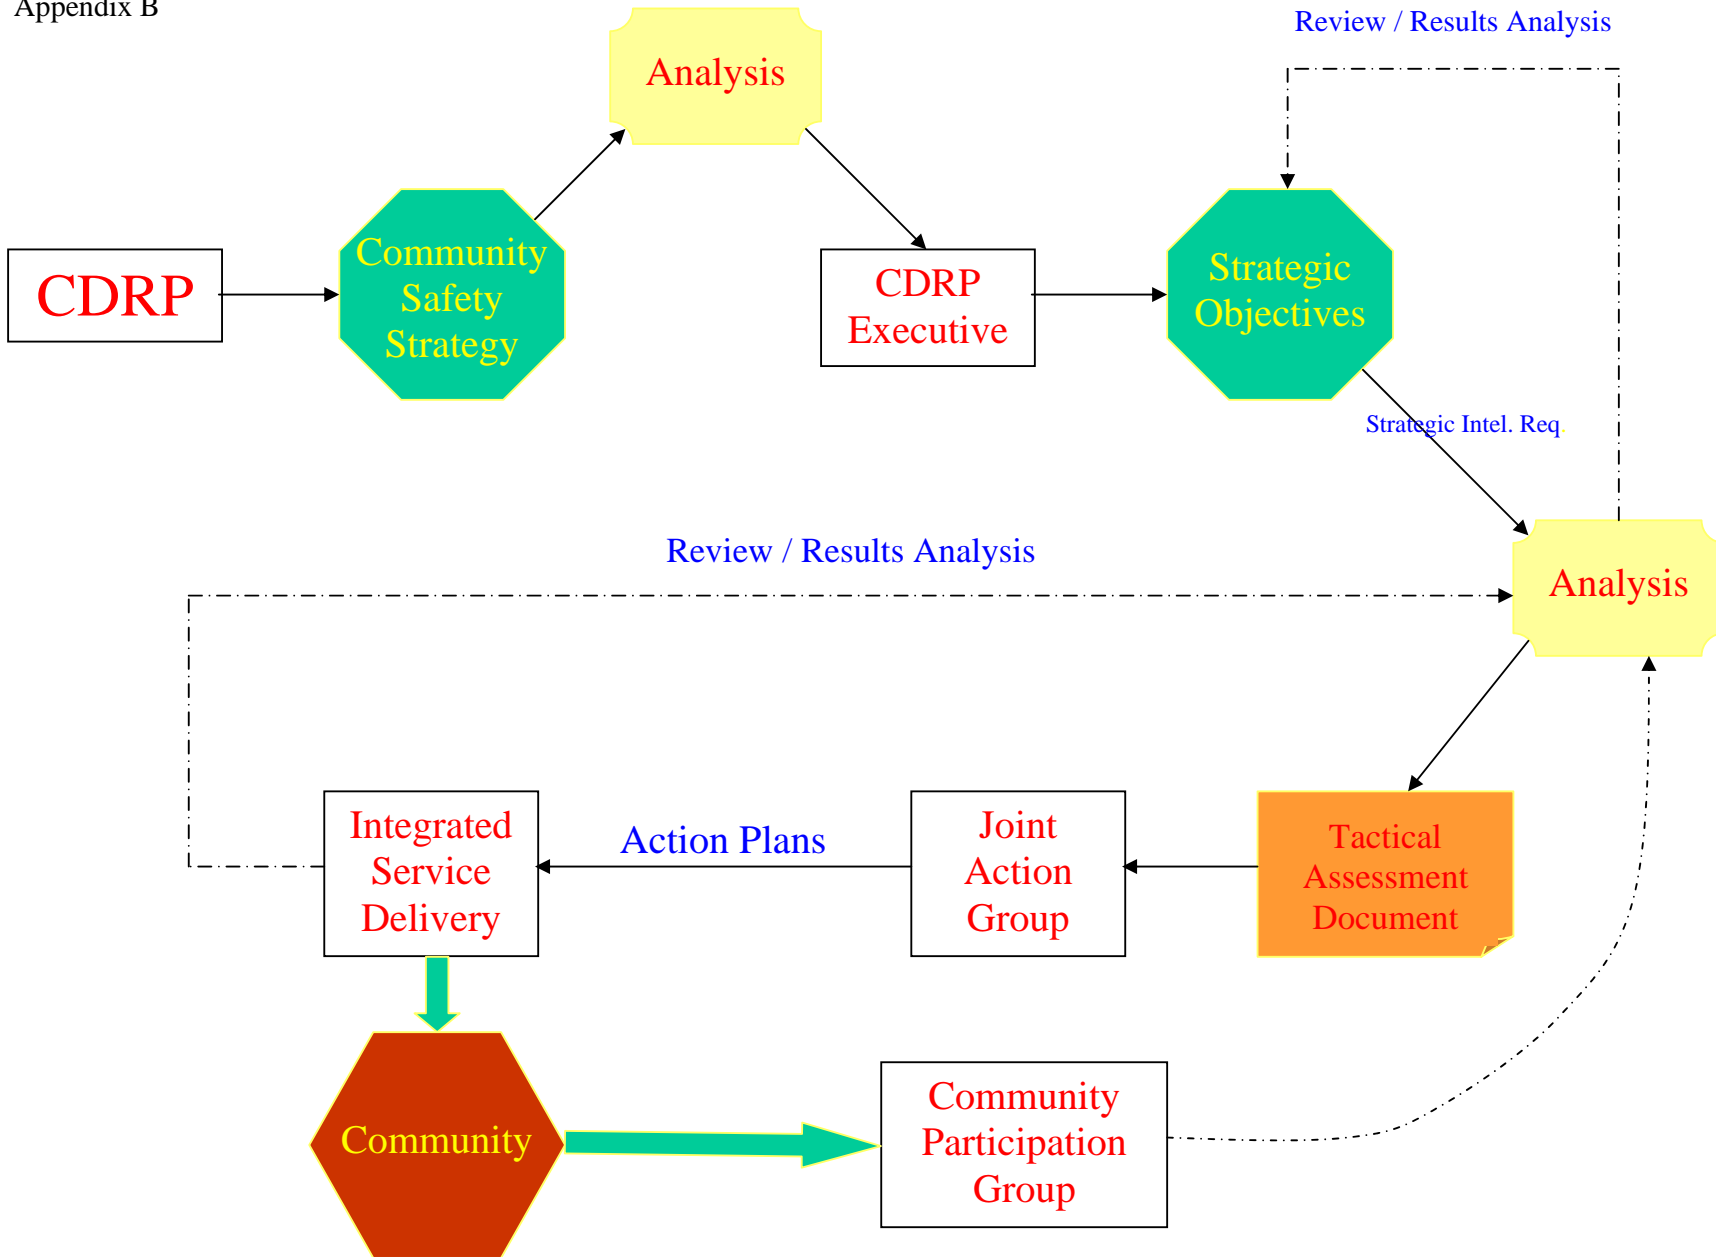 Appendix B
Review / Results Analysis
Analysis
CDRP
Community
Safety
Strategy
CDRP
Executive
Strategic
Objectives
Strategic Intel. Req.
Review / Results Analysis
Analysis
Integrated
Service
Delivery
Action Plans
Joint
Action
Group
Tactical
Assessment
Document
Community
Community
Participation
Group